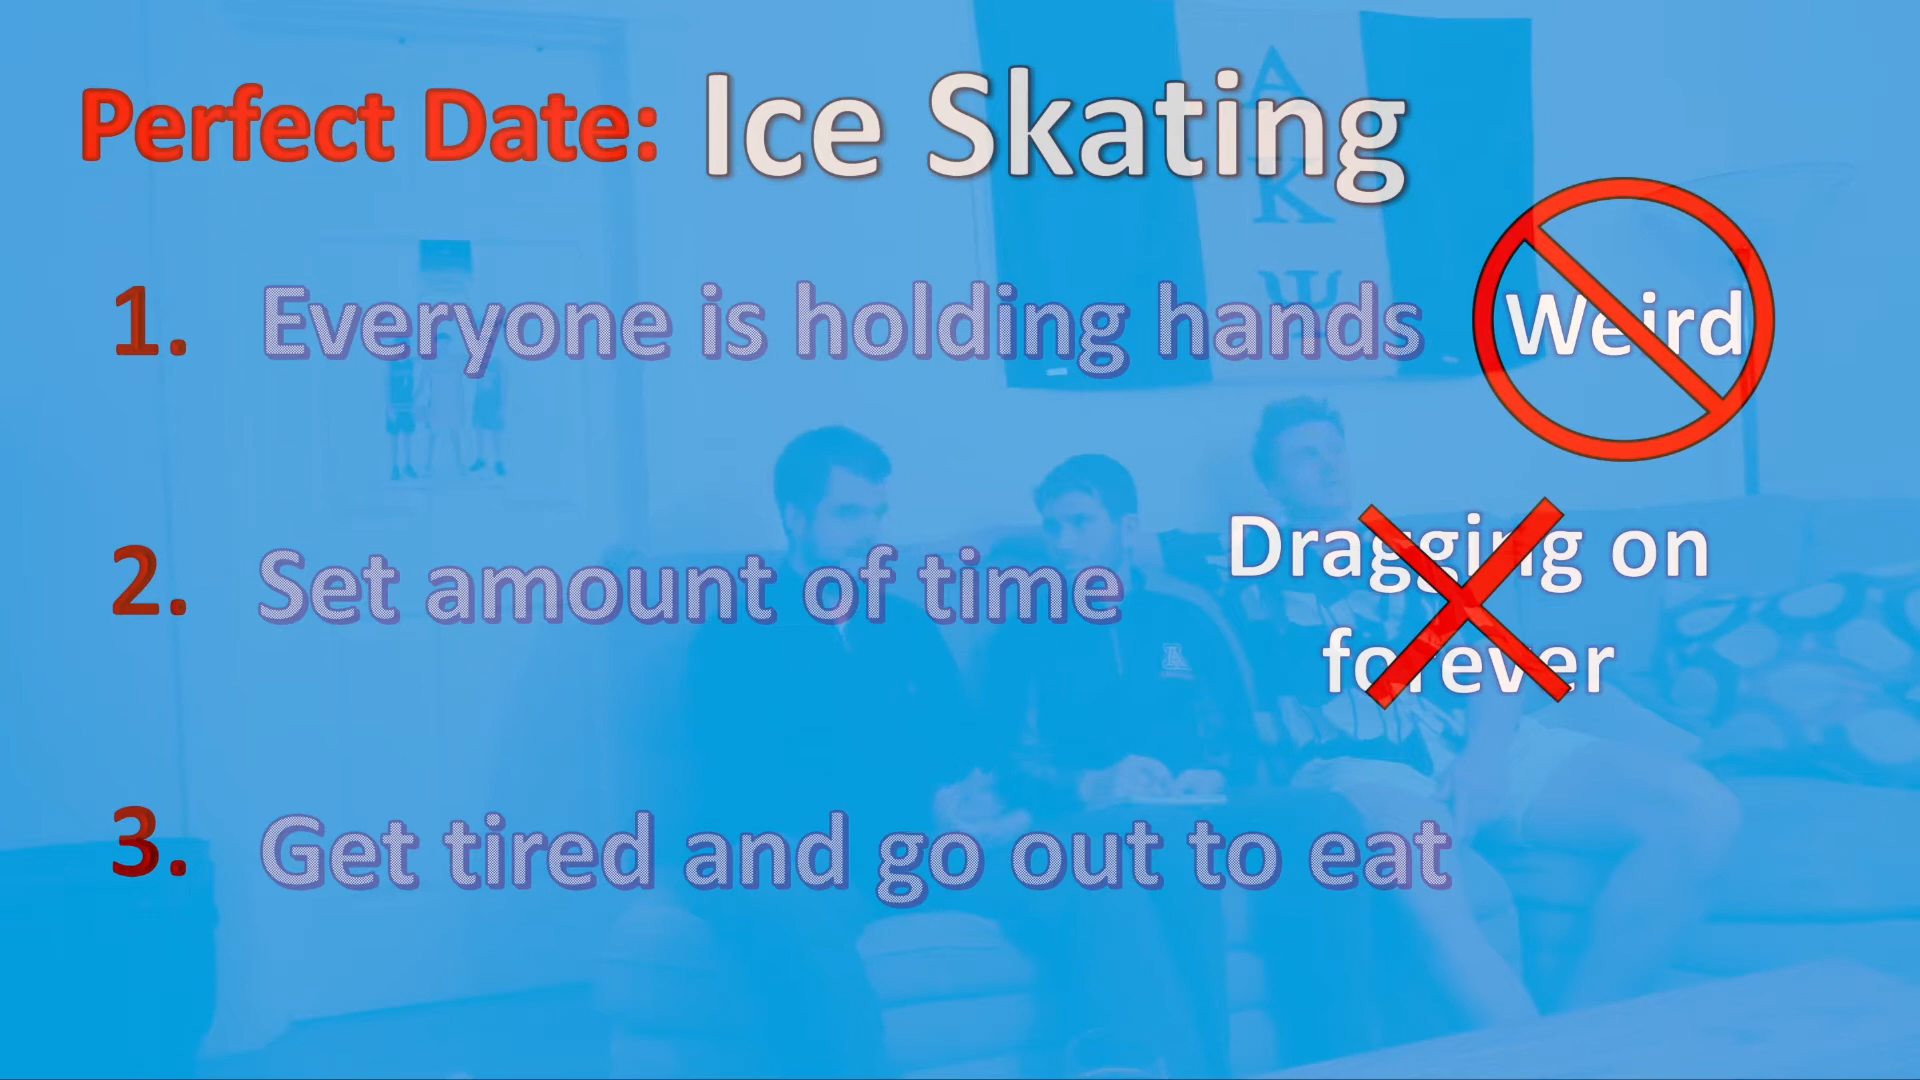 Perfect Date: Ice Skating
1. Everyone is holding hands Weird
2. Set amount of time Dragging on
forever
3. Get tired and go out to eat
Α
Κ
Ψ
A